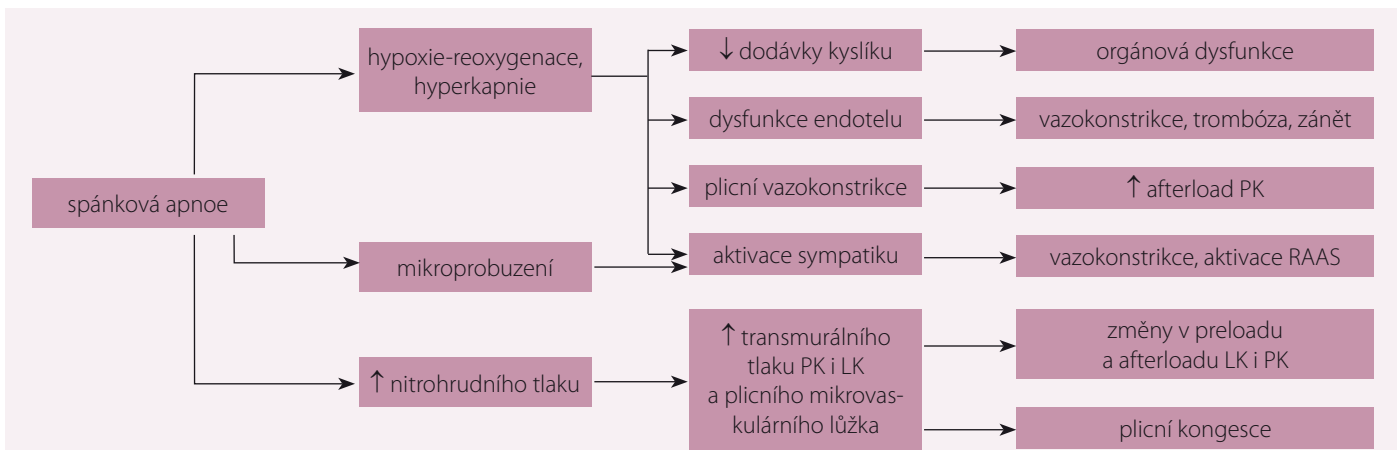 spánková apnoe
hypoxie-reoxygenace,
hyperkapnie
mikroprobuzení
↑ nitrohrudního tlaku
↓ dodávky kyslíku
dysfunkce endotelu
plicní vazokonstrikce
aktivace sympatiku
↑ transmurálního
tlaku PK i LK
a plicního mikrovas-
kulárního lůžka
orgánová dysfunkce
vazokonstrikce, trombóza, zánět
↑ afterload PK
vazokonstrikce, aktivace RAAS
změny v preloadu
a afterloadu LK i PK
plicní kongesce